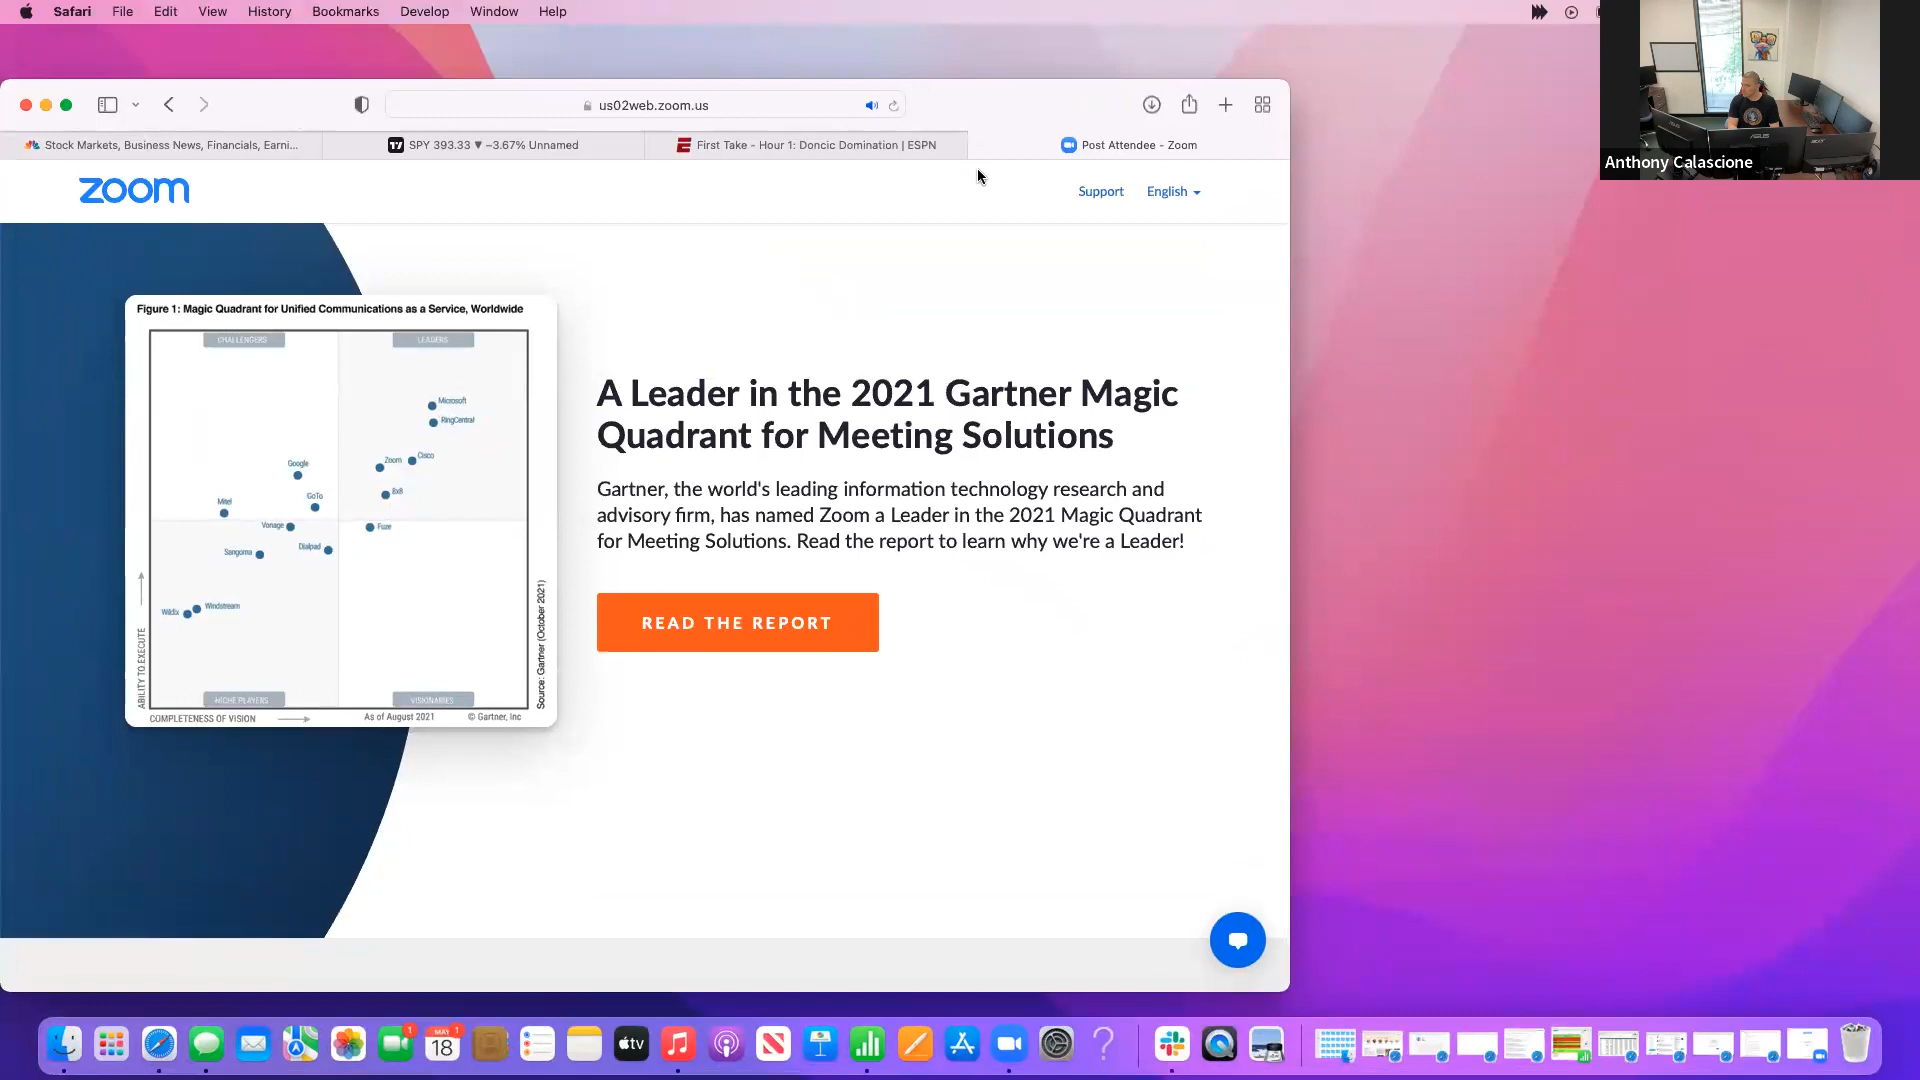 Safari File Edit View History Bookmarks Develop Window Help
us02web.zoom.us
Stock Markets, Business News, Financials, Earni...
SPY 393.33 ▼ −3.67% Unnamed
First Take - Hour 1: Doncic Domination | ESPN
Post Attendee - Zoom
Anthony Calascione
zoom
Support
English
Figure 1: Magic Quadrant for Unified Communications as a Service, Worldwide
CHALLENGERS
LEADERS
Microsoft
RingCentral
Cisco
Zoom
Google
8x8
GoTo
Mitel
Vonage
Fuze
Dialpad
Sangoma
Windstream
Wildix
NICHE PLAYERS
VISIONARIES
ABILITY TO EXECUTE
COMPLETENESS OF VISION
As of August 2021
© Gartner, Inc
Source: Gartner (October 2021)
A Leader in the 2021 Gartner Magic
Quadrant for Meeting Solutions
Gartner, the world's leading information technology research and
advisory firm, has named Zoom a Leader in the 2021 Magic Quadrant
for Meeting Solutions. Read the report to learn why we're a Leader!
READ THE REPORT
1
MAY
1
18
tv